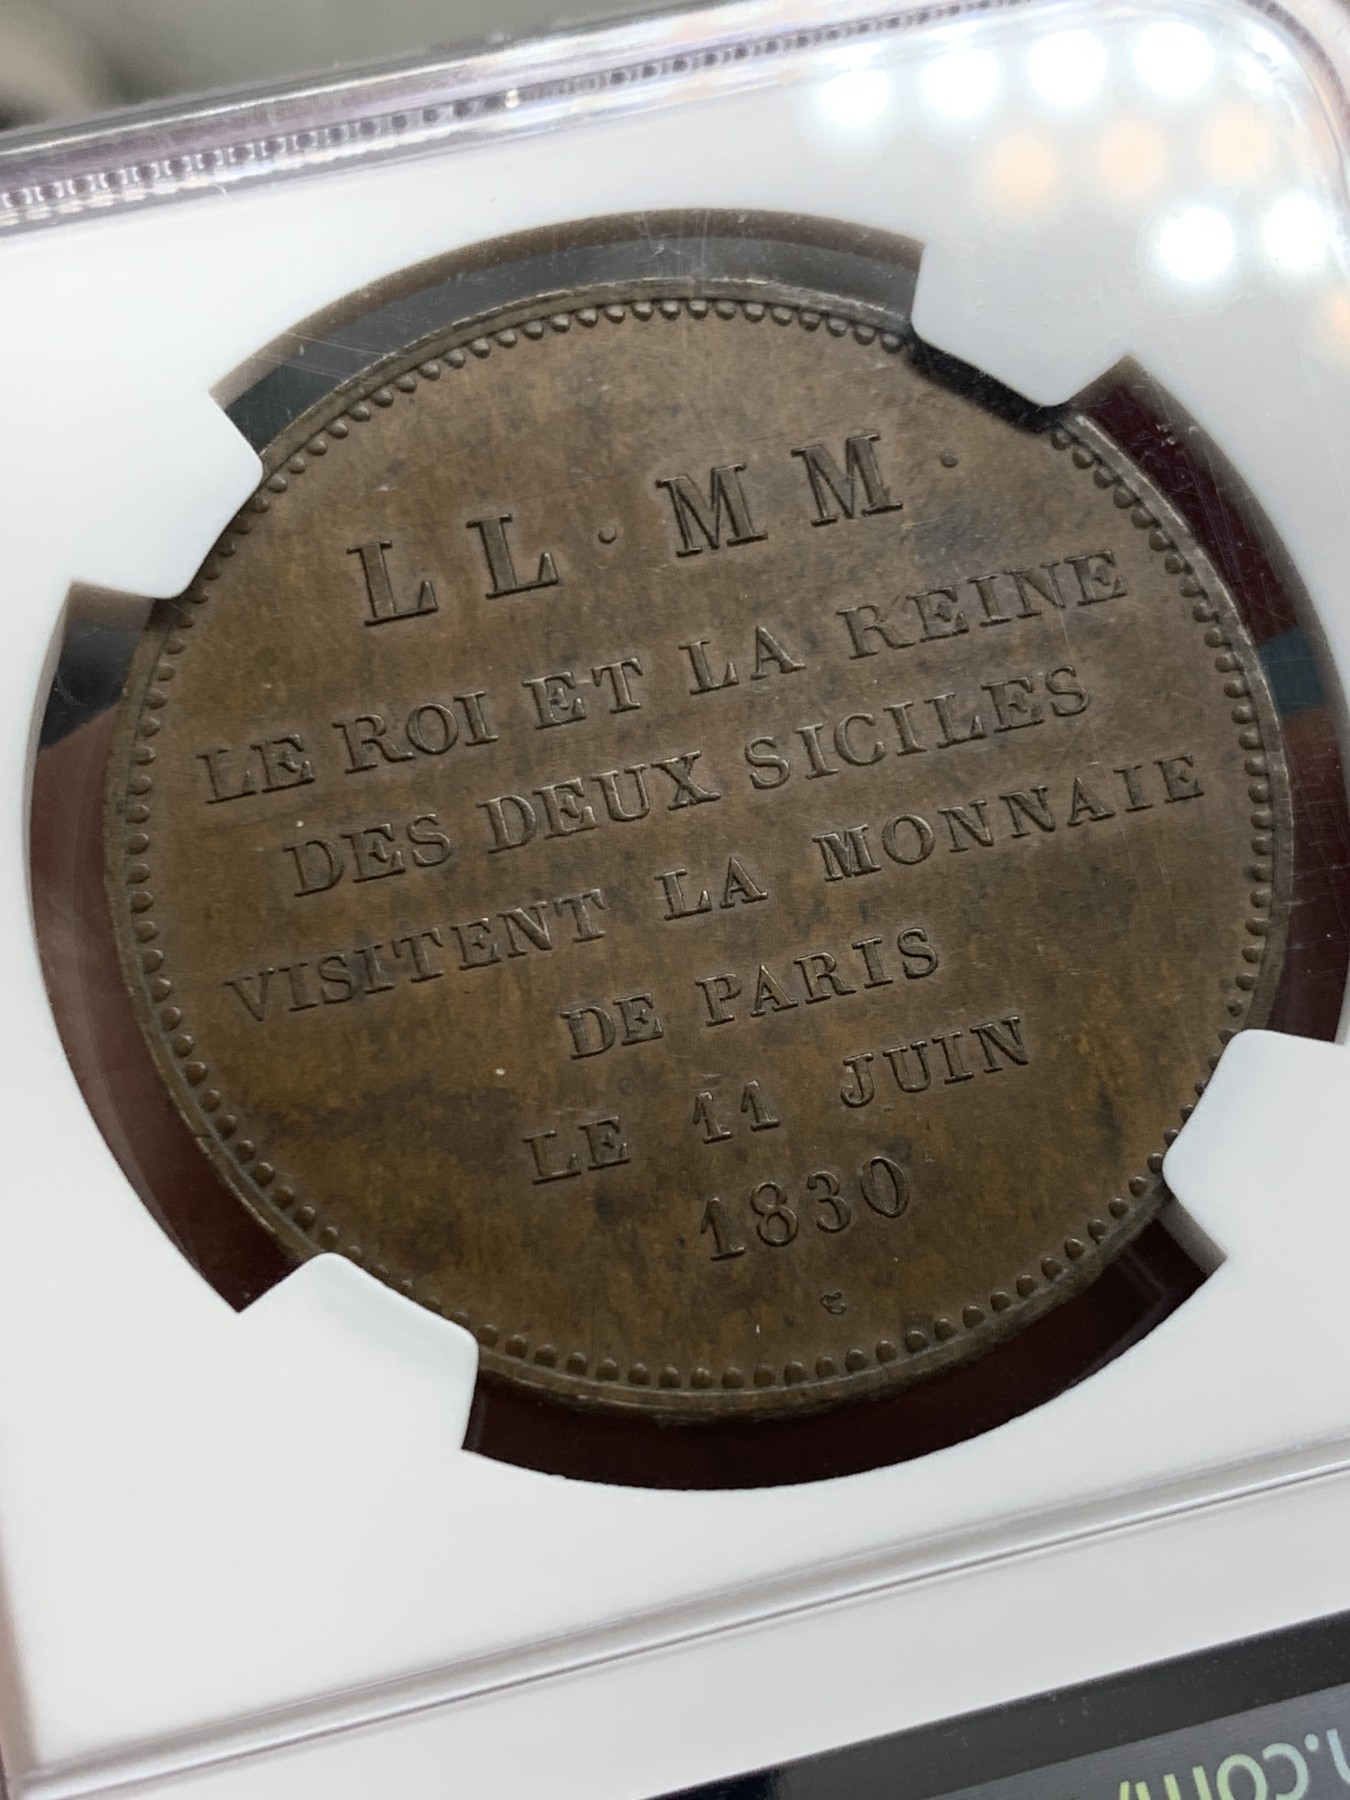 LL·MM·
LE ROI ET LA REINE
DES DEUX SICILES
VISITENT LA MONNAIE
DE PARIS
LE 11 JUIN
1830
.com/